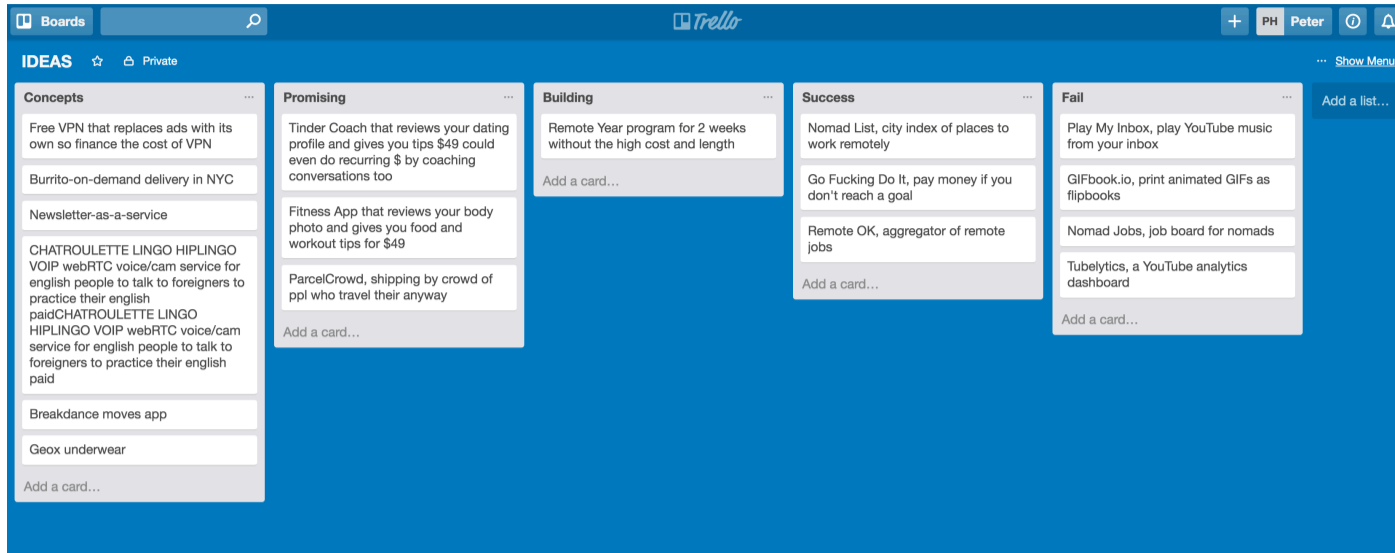 Boards
Trello
+
PH Peter
IDEAS
Private
... Show Menu
Concepts ...
Free VPN that replaces ads with its
own so finance the cost of VPN
Burrito-on-demand delivery in NYC
Newsletter-as-a-service
CHATROULETTE LINGO HIPLINGO
VOIP webRTC voice/cam service for
english people to talk to foreigners to
practice their english
paidCHATROULETTE LINGO
HIPLINGO VOIP webRTC voice/cam
service for english people to talk to
foreigners to practice their english
paid
Breakdance moves app
Geox underwear
Add a card...
Promising ...
Tinder Coach that reviews your dating
profile and gives you tips $49 could
even do recurring $ by coaching
conversations too
Fitness App that reviews your body
photo and gives you food and
workout tips for $49
ParcelCrowd, shipping by crowd of
ppl who travel their anyway
Add a card...
Building ...
Remote Year program for 2 weeks
without the high cost and length
Add a card...
Success ...
Nomad List, city index of places to
work remotely
Go Fucking Do It, pay money if you
don't reach a goal
Remote OK, aggregator of remote
jobs
Add a card...
Fail ...
Play My Inbox, play YouTube music
from your inbox
GIFbook.io, print animated GIFs as
flipbooks
Nomad Jobs, job board for nomads
Tubelytics, a YouTube analytics
dashboard
Add a card...
Add a list...